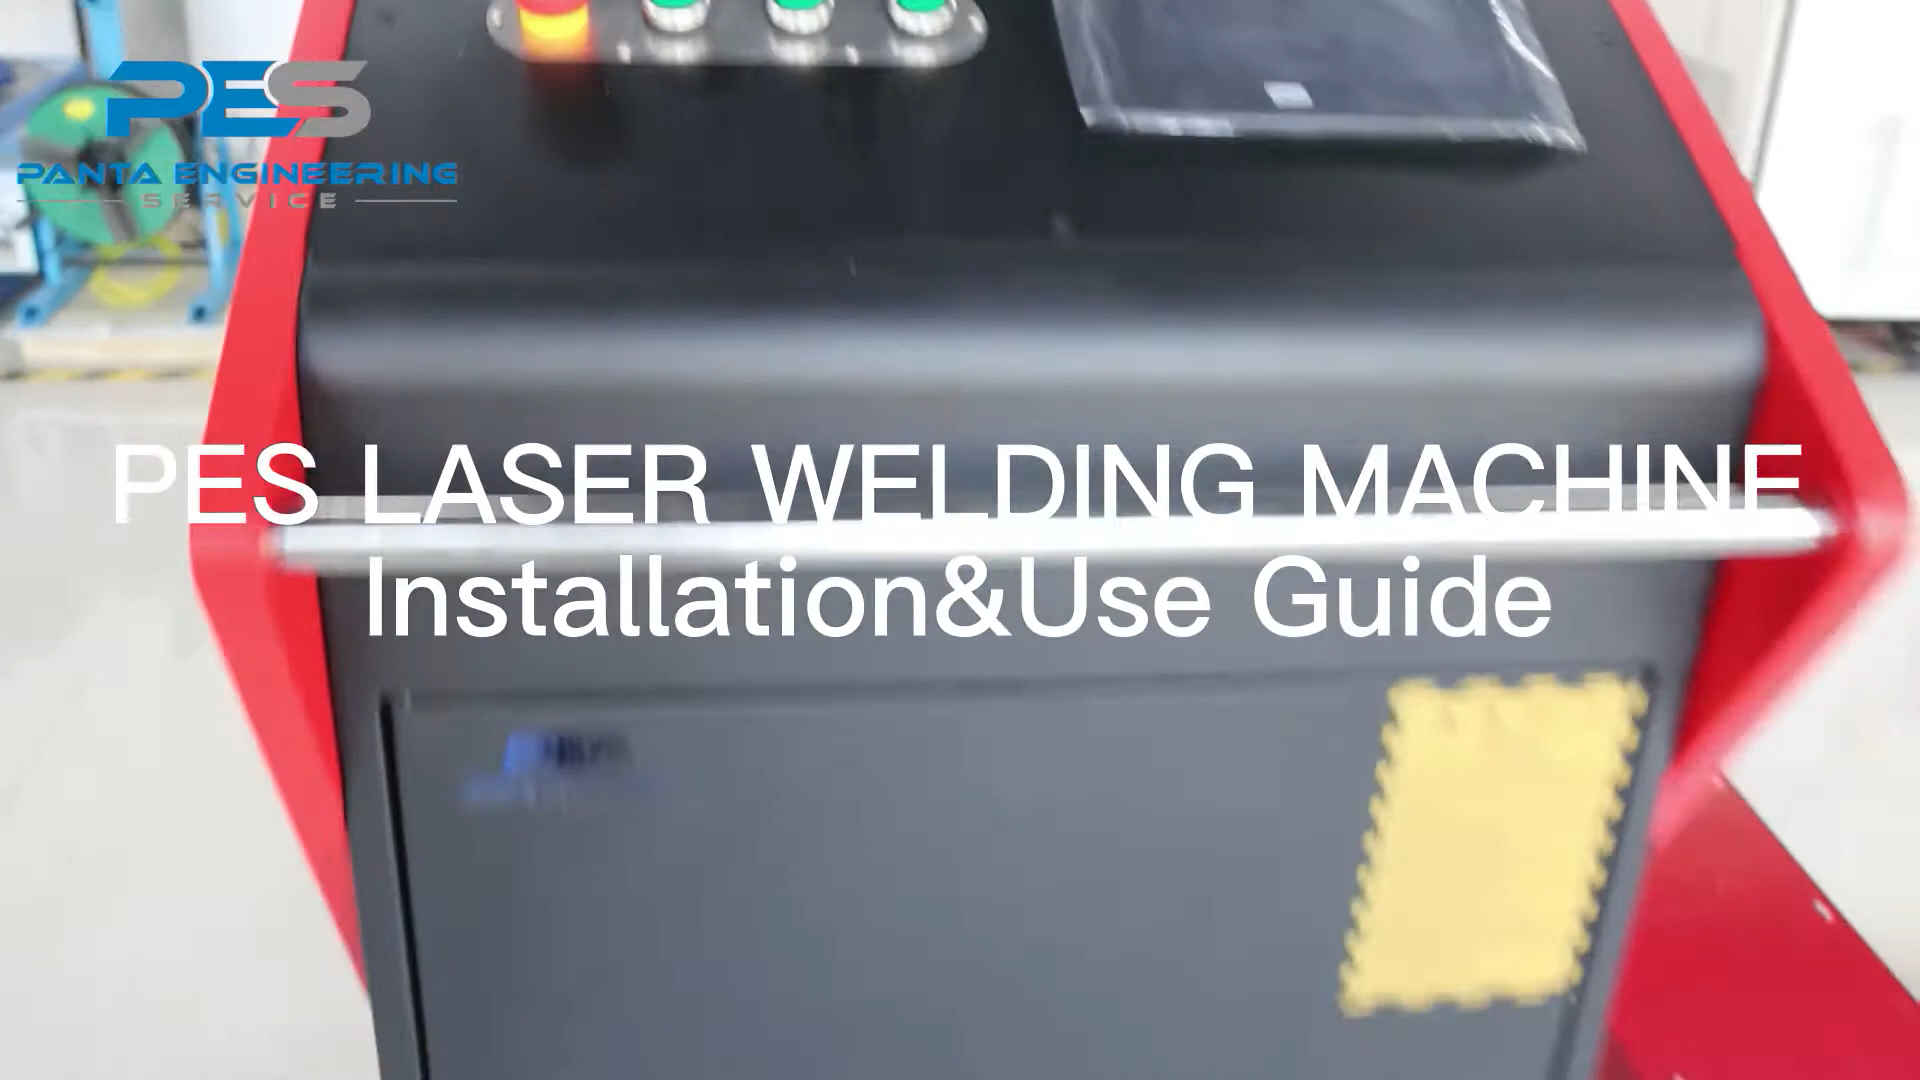 PES
PANTA ENGINEERING
SERVICE
PES LASER WELDING MACHINE
Installation&Use Guide